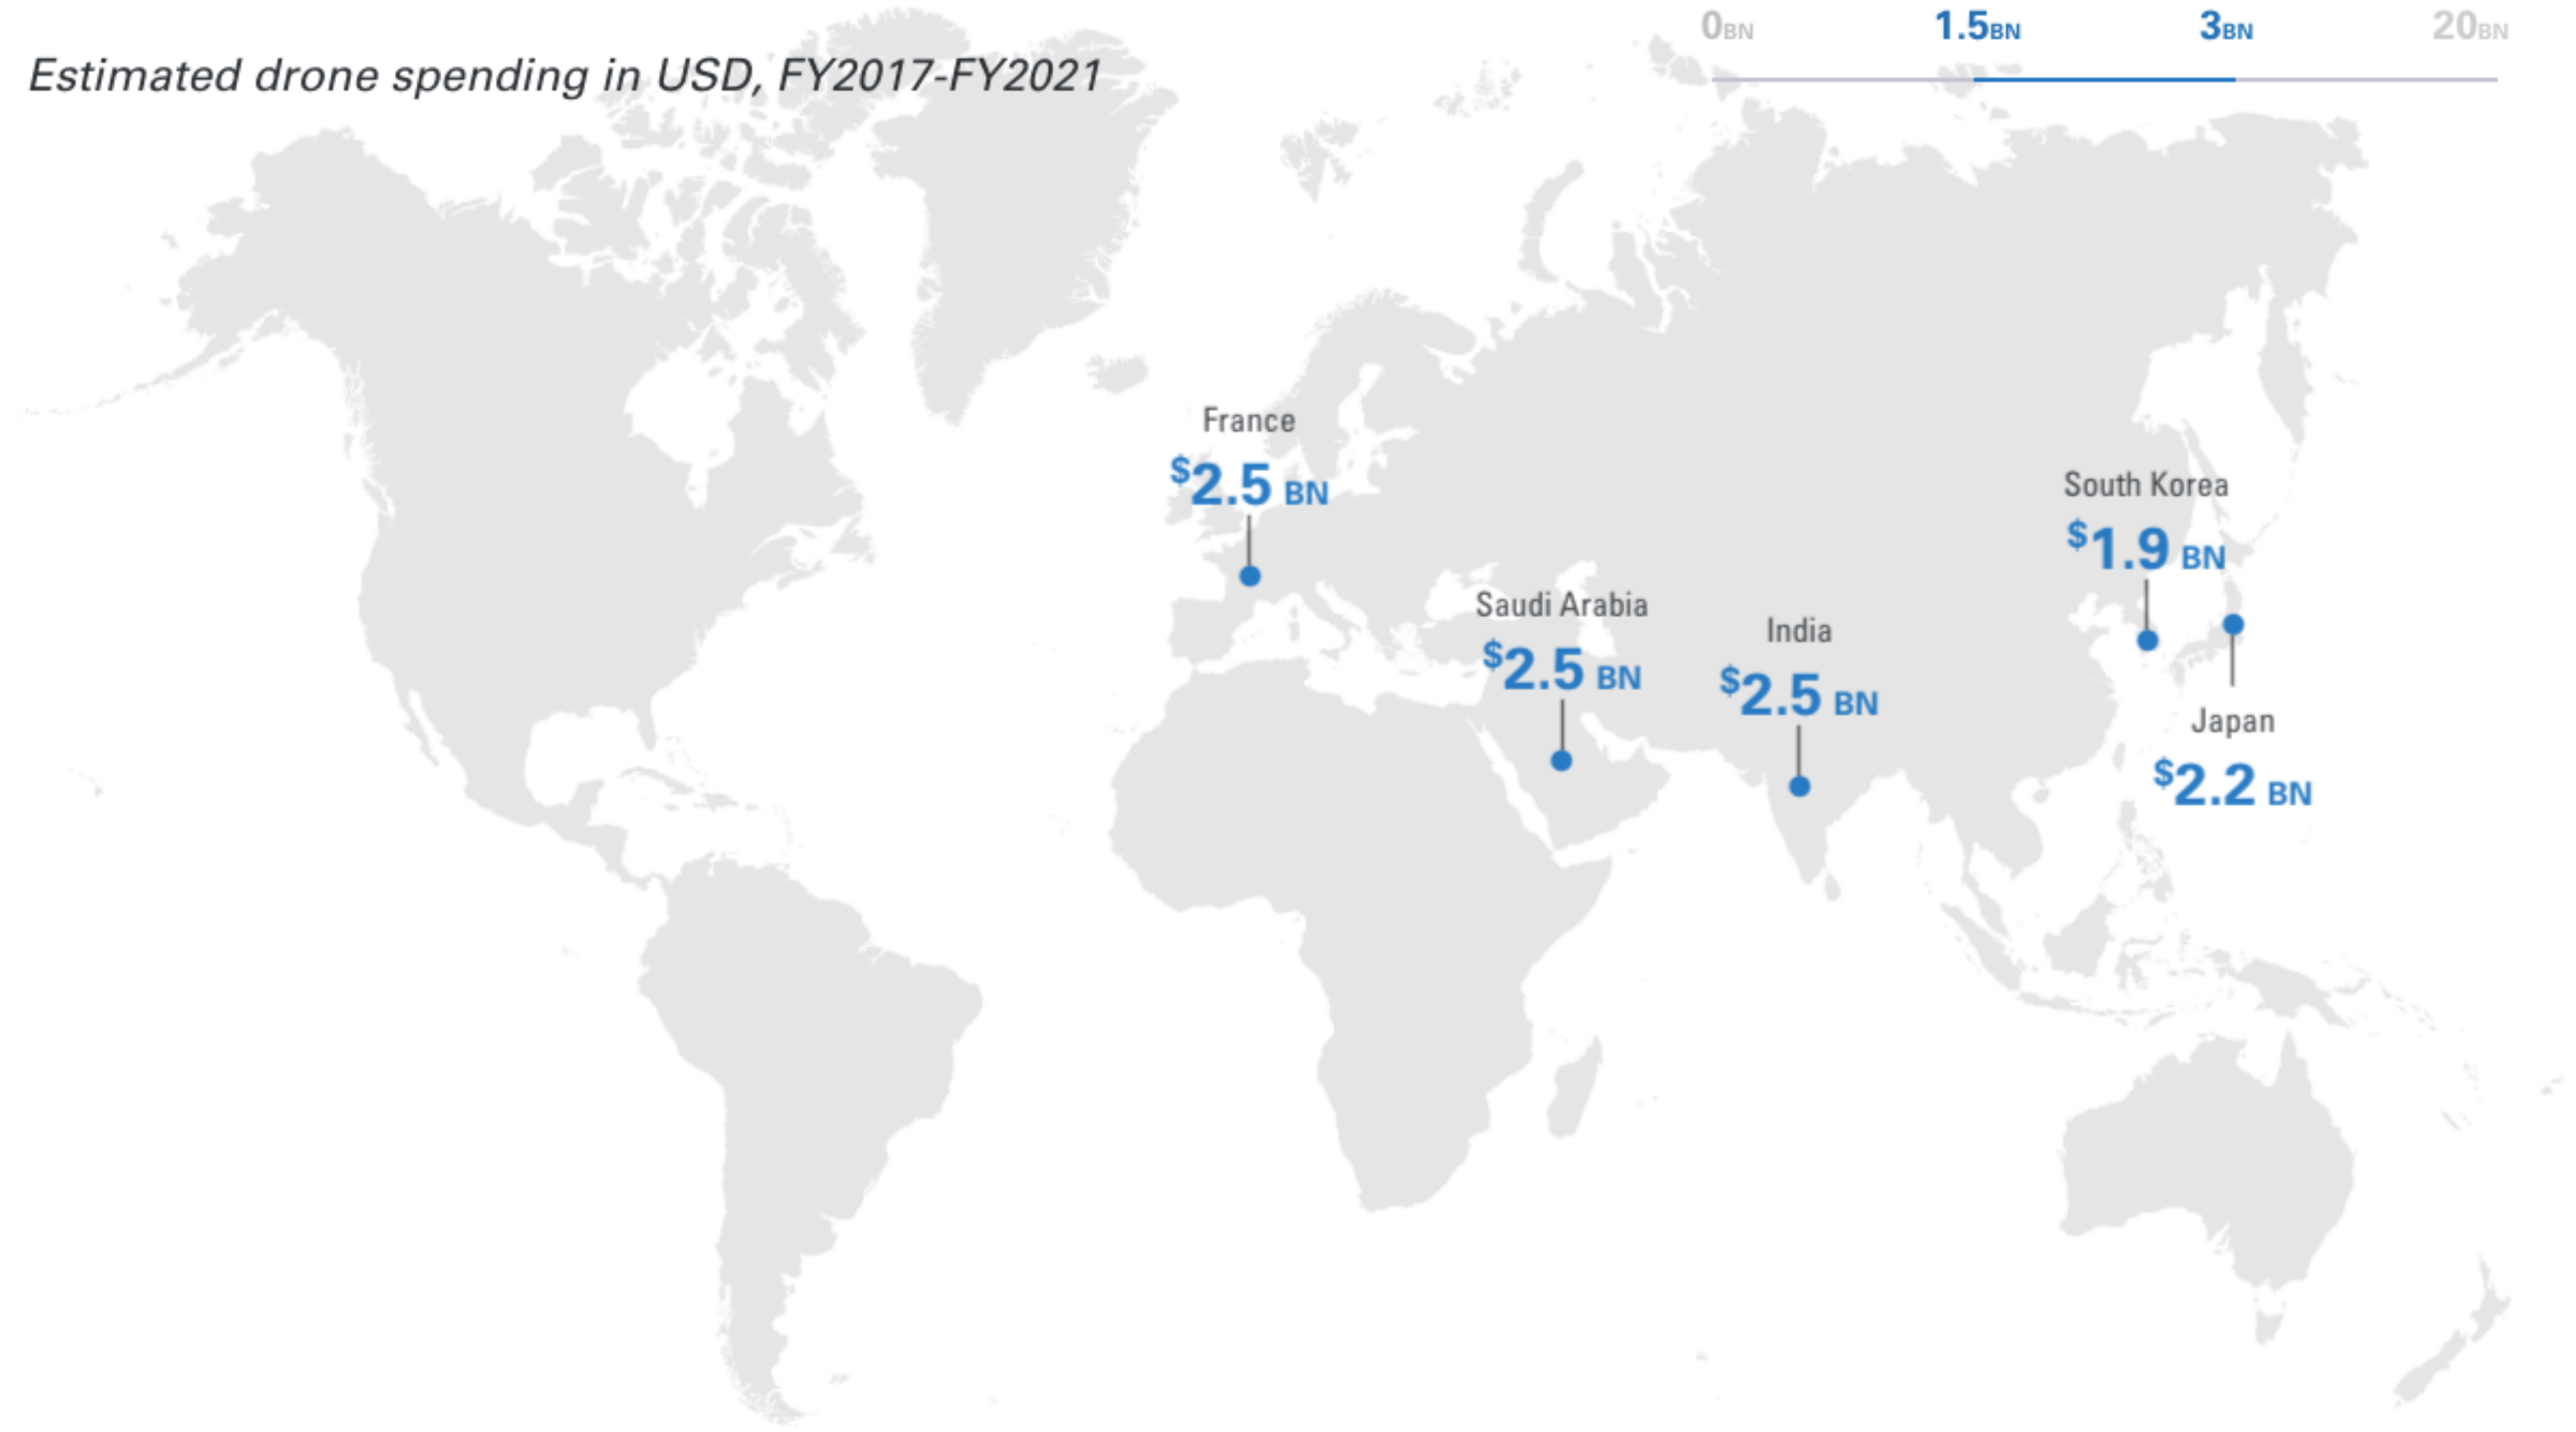 0BN 1.5BN 3BN 20BN
Estimated drone spending in USD, FY2017-FY2021
France
$2.5 BN
South Korea
$1.9 BN
Saudi Arabia
$2.5 BN
India
$2.5 BN
Japan
$2.2 BN